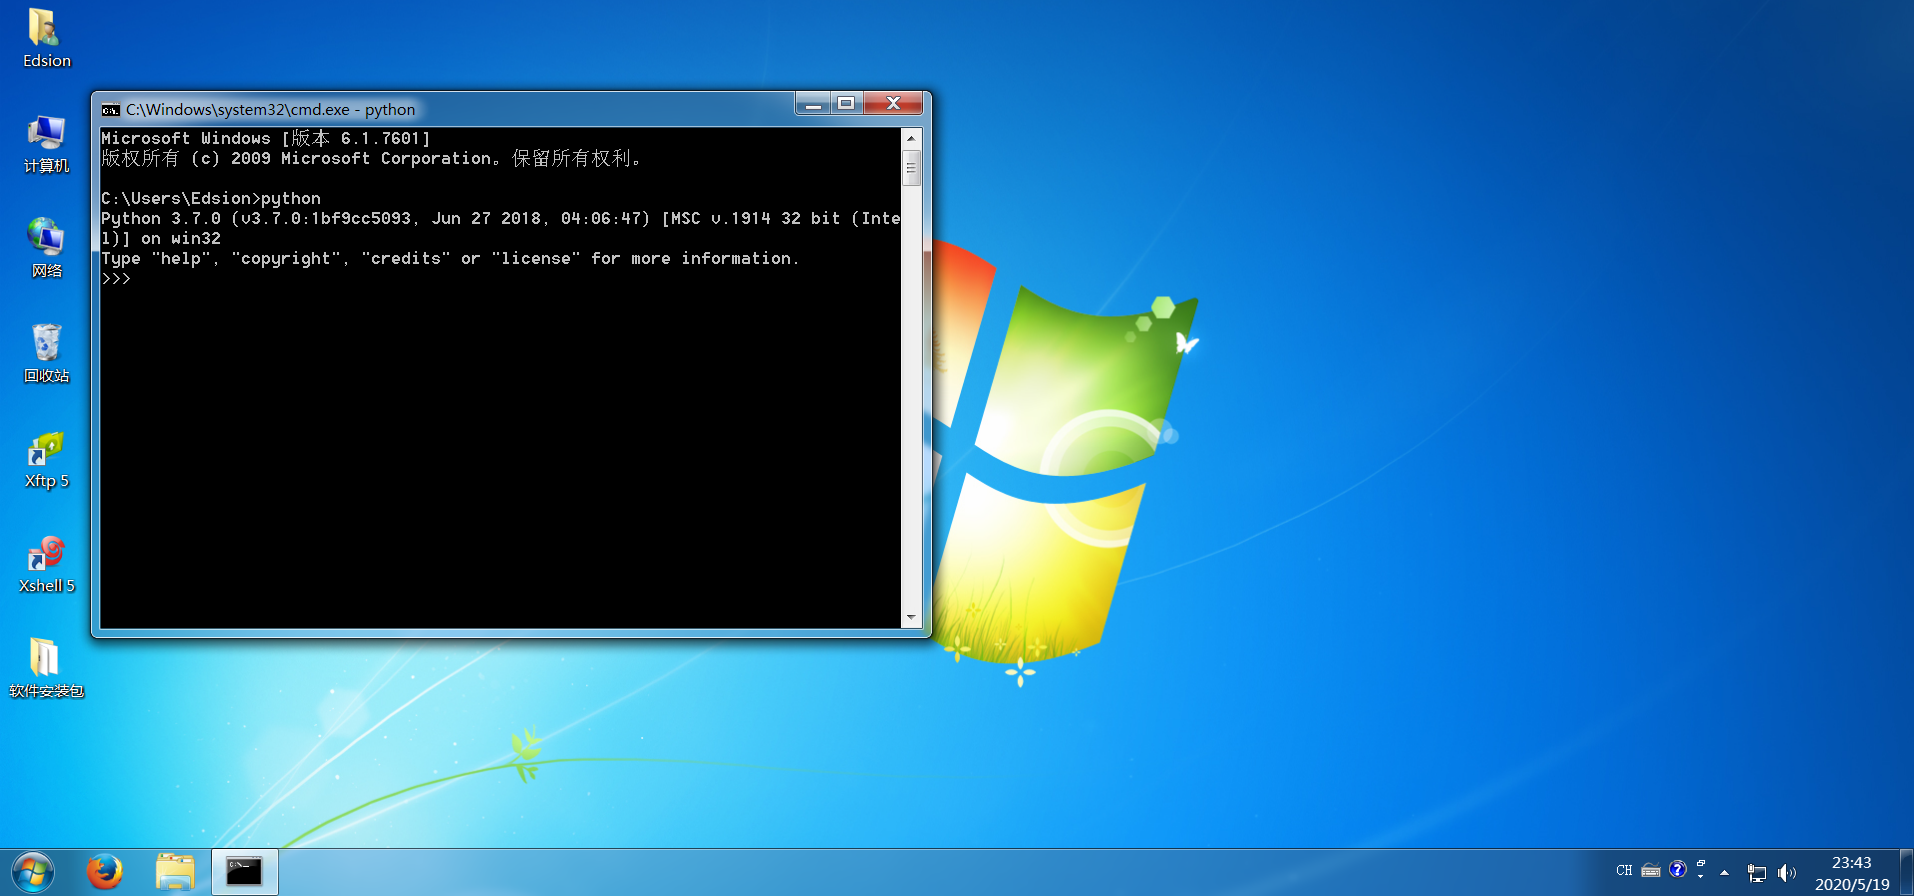 Edsion
计算机
网络
回收站
Xftp 5
Xshell 5
软件安装包
C:\Windows\system32\cmd.exe - python
Microsoft Windows [版本 6.1.7601]
版权所有 (c) 2009 Microsoft Corporation。保留所有权利。
C:\Users\Edsion>python
Python 3.7.0 (v3.7.0:1bf9cc5093, Jun 27 2018, 04:06:47) [MSC v.1914 32 bit (Inte
l)] on win32
Type "help", "copyright", "credits" or "license" for more information.
>>>
CH
23:43
2020/5/19